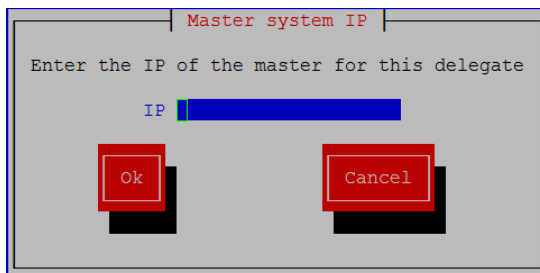 Master system IP
Enter the IP of the master for this delegate
IP
Ok Cancel